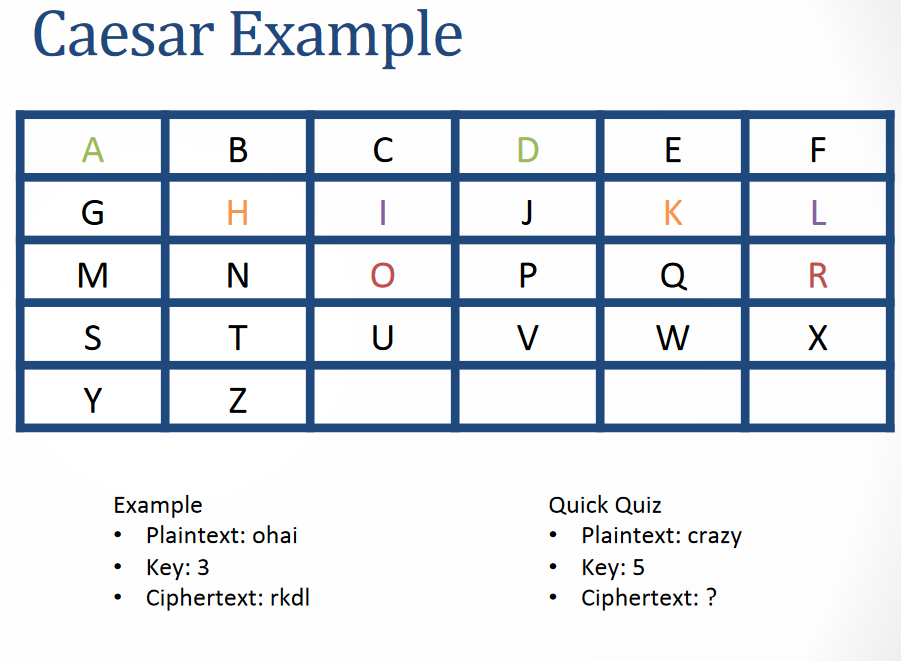 Caesar Example
A B C D E F
G H I J K L
M N O P Q R
S T U V W X
Y Z
Example
• Plaintext: ohai
• Key: 3
• Ciphertext: rkdl
Quick Quiz
• Plaintext: crazy
• Key: 5
• Ciphertext: ?